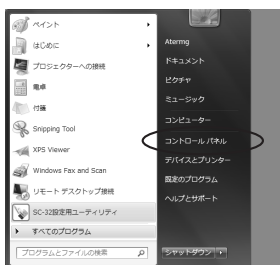 ペイント
はじめに
プロジェクターへの接続
電卓
付箋
Snipping Tool
XPS Viewer
Windows Fax and Scan
リモート デスクトップ接続
SC-32設定用ユーティリティ
すべてのプログラム
プログラムとファイルの検索
Atermg
ドキュメント
ピクチャ
ミュージック
コンピューター
コントロール パネル
デバイスとプリンター
既定のプログラム
ヘルプとサポート
シャットダウン